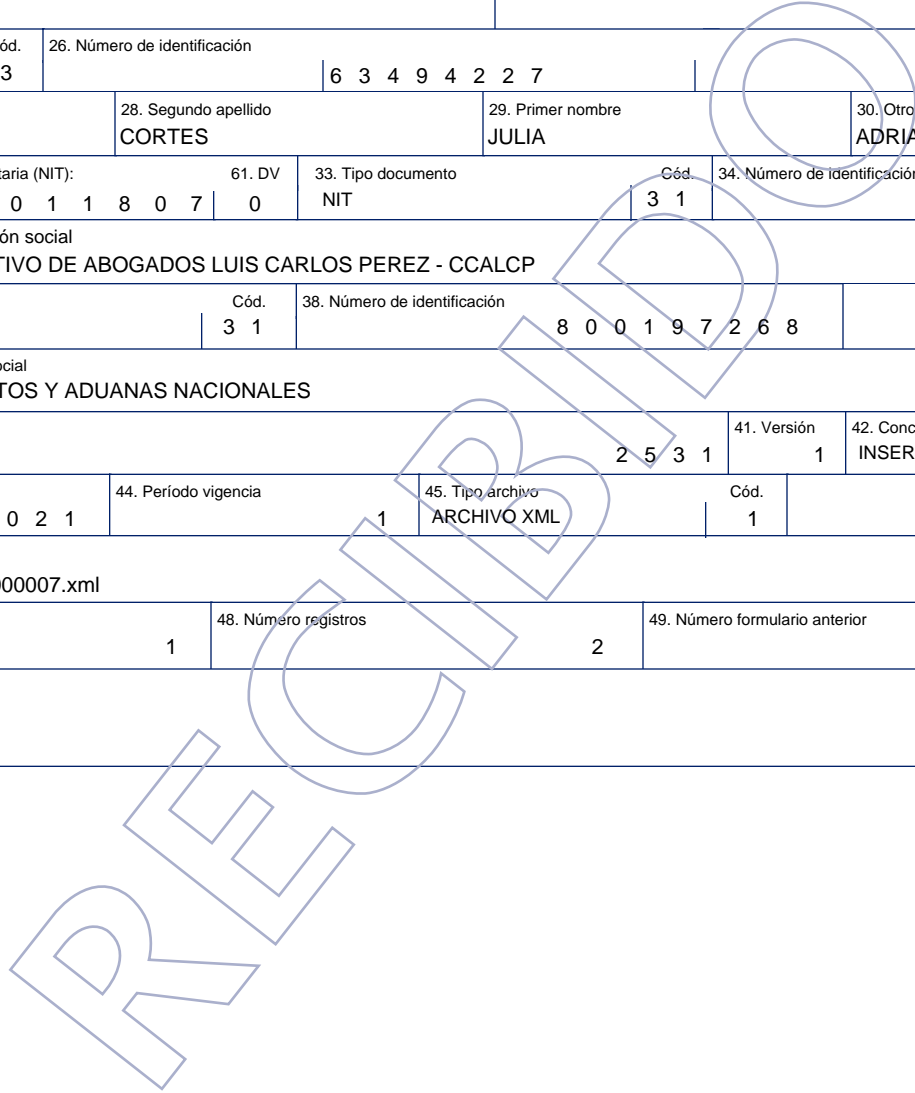 ód. 26. Número de identificación
3 6 3 4 9 4 2 2 7
28. Segundo apellido 29. Primer nombre 30. Otro
CORTES JULIA ADRIA
taria (NIT): 61. DV 33. Tipo documento Cód. 34. Número de identificación
0 1 1 8 0 7 0 NIT 3 1
ón social
TIVO DE ABOGADOS LUIS CARLOS PEREZ - CCALCP
Cód. 38. Número de identificación
3 1 8 0 0 1 9 7 2 6 8
ocial
TOS Y ADUANAS NACIONALES
41. Versión 42. Conc
2 5 3 1 1 INSER
44. Período vigencia 45. Tipo archivo Cód.
0 2 1 1 ARCHIVO XML 1
000007.xml
48. Número registros 49. Número formulario anterior
1 2
RECIBIDO